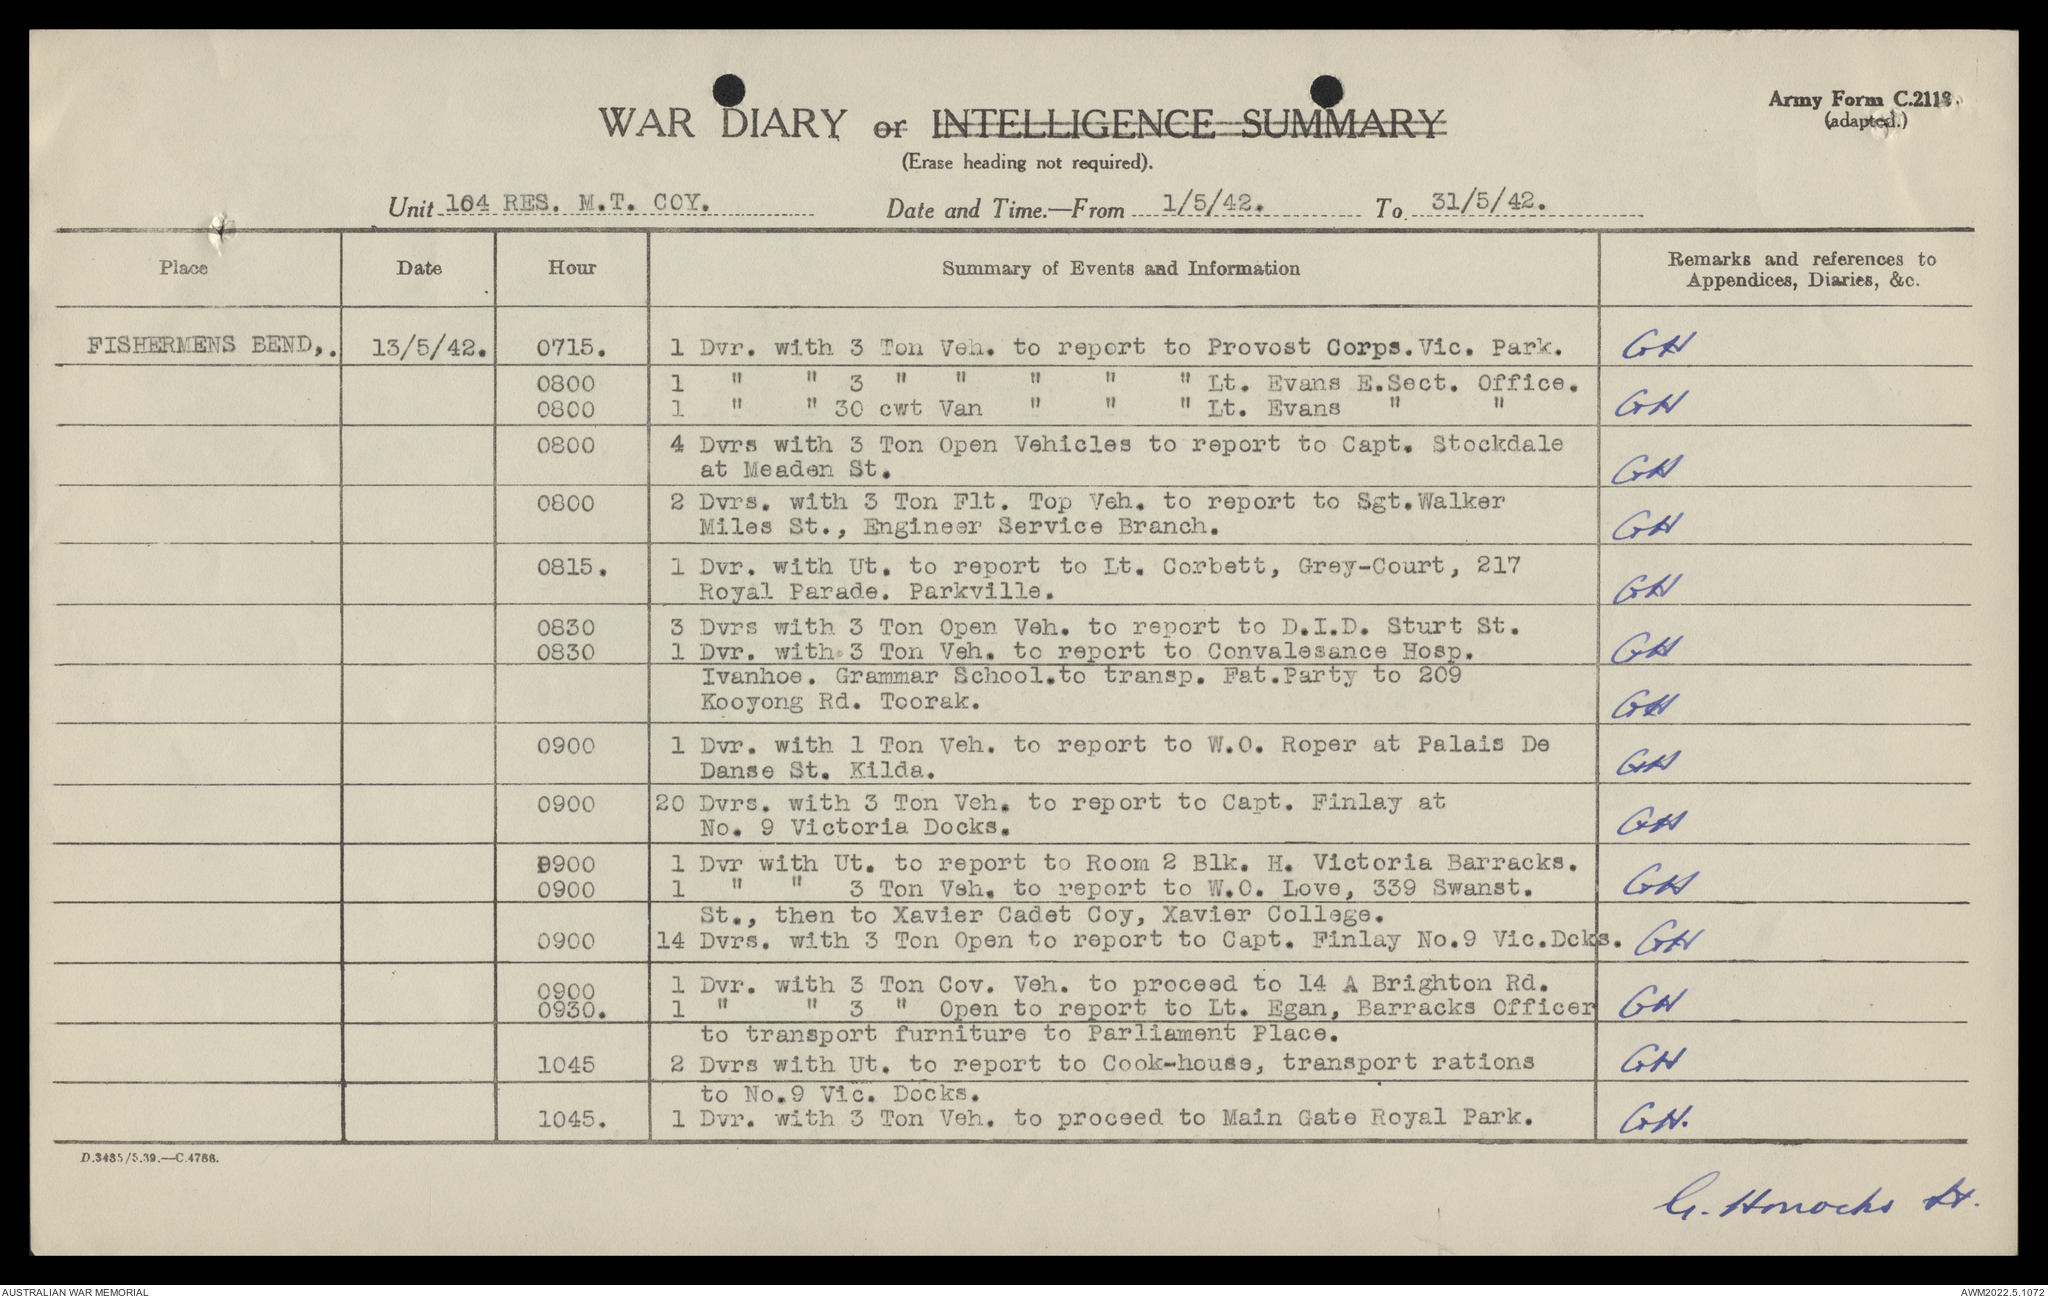 Army Form C.2118.
(adapted.)
WAR DIARY or INTELLIGENCE SUMMARY
(Erase heading not required).
Unit 104 RES. M.T. COY. Date and Time.—From 1/5/42. To 31/5/42.
Place Date Hour Summary of Events and Information Remarks and references to
Appendices, Diaries, &c.
FISHERMENS BEND,. 13/5/42. 0715. 1 Dvr. with 3 Ton Veh. to report to Provost Corps.Vic. Park. GH
0800 1 " " 3 " " " " " Lt. Evans E.Sect. Office.
0800 1 " " 30 cwt Van " " " Lt. Evans " " GH
0800 4 Dvrs with 3 Ton Open Vehicles to report to Capt. Stockdale
at Meaden St. GH
0800 2 Dvrs. with 3 Ton Flt. Top Veh. to report to Sgt.Walker
Miles St., Engineer Service Branch. GH
0815. 1 Dvr. with Ut. to report to Lt. Corbett, Grey-Court, 217
Royal Parade. Parkville. GH
0830 3 Dvrs with 3 Ton Open Veh. to report to D.I.D. Sturt St.
0830 1 Dvr. with 3 Ton Veh. to report to Convalesance Hosp. GH
Ivanhoe. Grammar School.to transp. Fat.Party to 209
Kooyong Rd. Toorak. GH
0900 1 Dvr. with 1 Ton Veh. to report to W.O. Roper at Palais De
Danse St. Kilda. GH
0900 20 Dvrs. with 3 Ton Veh. to report to Capt. Finlay at
No. 9 Victoria Docks. GH
0900 1 Dvr with Ut. to report to Room 2 Blk. H. Victoria Barracks.
0900 1 " " 3 Ton Veh. to report to W.O. Love, 339 Swanst. GH
St., then to Xavier Cadet Coy, Xavier College.
0900 14 Dvrs. with 3 Ton Open to report to Capt. Finlay No.9 Vic.Dcks. GH
0900 1 Dvr. with 3 Ton Cov. Veh. to proceed to 14 A Brighton Rd.
0930. 1 " " 3 " Open to report to Lt. Egan, Barracks Officer GH
to transport furniture to Parliament Place.
1045 2 Dvrs with Ut. to report to Cook-house, transport rations GH
to No.9 Vic. Docks.
1045. 1 Dvr. with 3 Ton Veh. to proceed to Main Gate Royal Park. GH.
D.3485/5.39.—C.4766.
G. Lt.
AUSTRALIAN WAR MEMORIAL AWM2022.5.1072